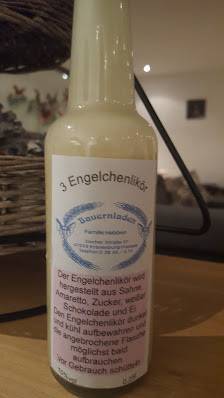 3 Engelchenlikör
Bauernladen
Familie
Der Engelchenlikör wird
hergestellt aus Sahne,
Amaretto, Zucker, weißer
Schokolade und Ei
Den Engelchenlikör dunkel
und kühl aufbewahren und
die angebrochene Flasche
möglichst bald
aufbrauchen.
Vor Gebrauch schütteln